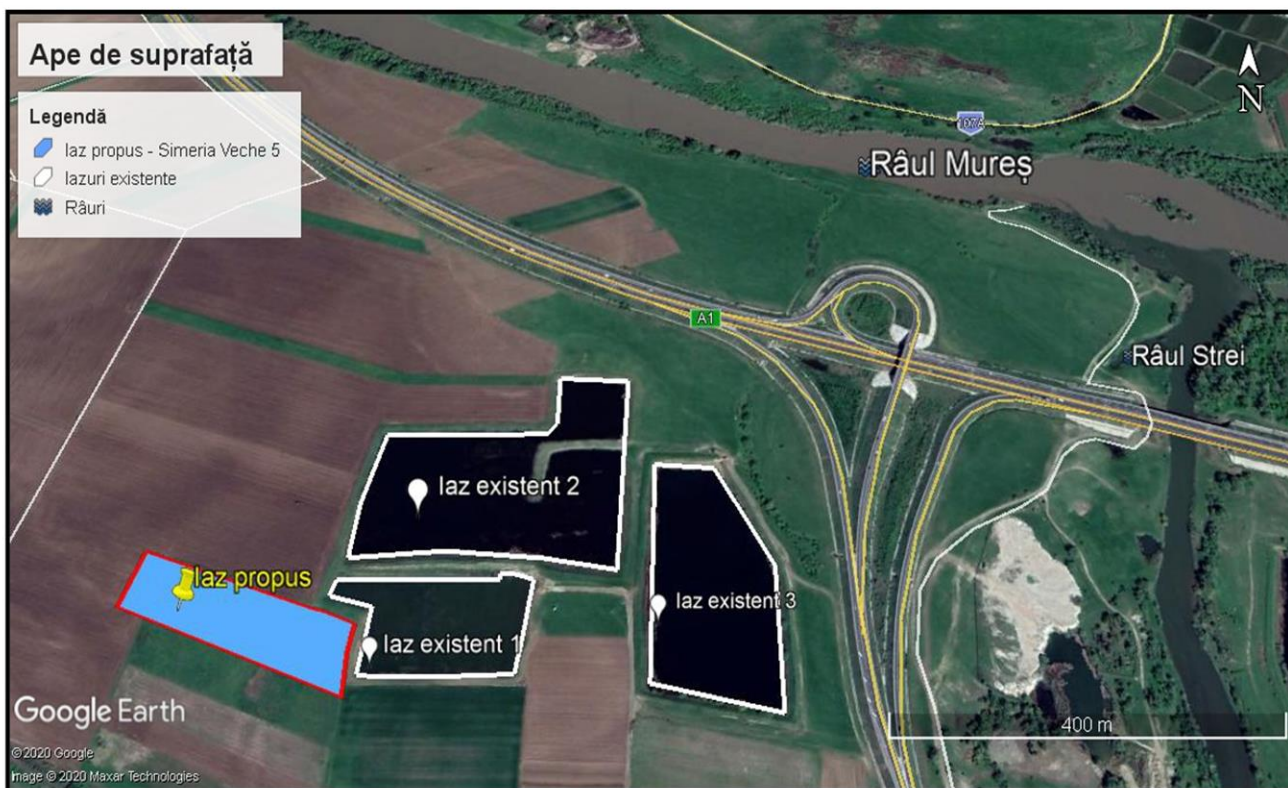 Ape de suprafață
Legendă
Iaz propus - Simeria Veche 5
Iazuri existente
Râuri
N
107A
Râul Mureș
A1
Râul Strei
Iaz existent 2
Iaz propus
Iaz existent 3
Iaz existent 1
Google Earth
400 m
©2020 Google
Image © 2020 Maxar Technologies